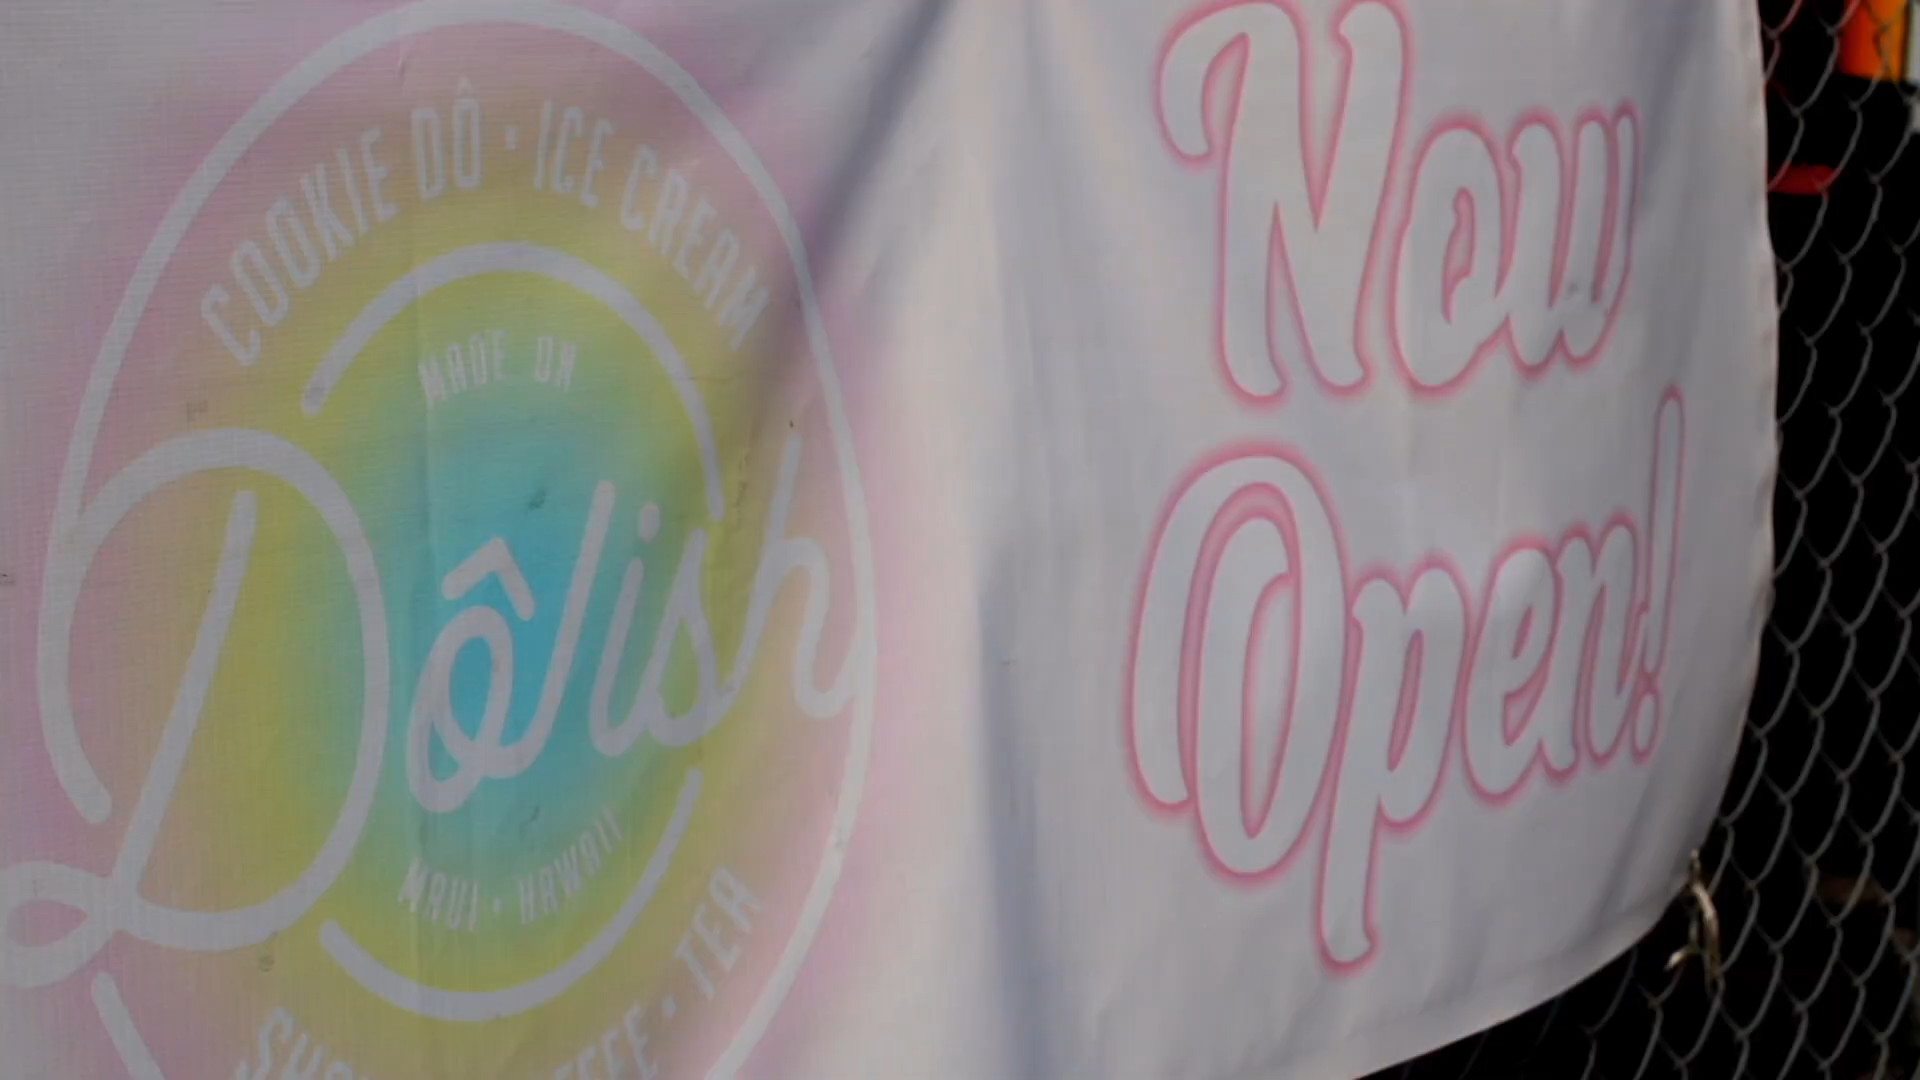 COOKIE DÔ · ICE CREAM
MADE ON
Dôlish
MAUI · HAWAII
· TEA
Now
Open!